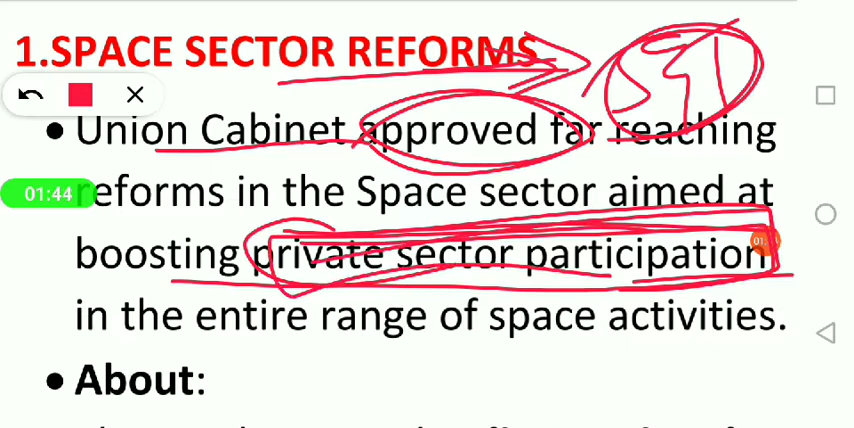 1.SPACE SECTOR REFORMS
• Union Cabinet approved far reaching
01:44
reforms in the Space sector aimed at
boosting private sector participation
in the entire range of space activities.
• About: